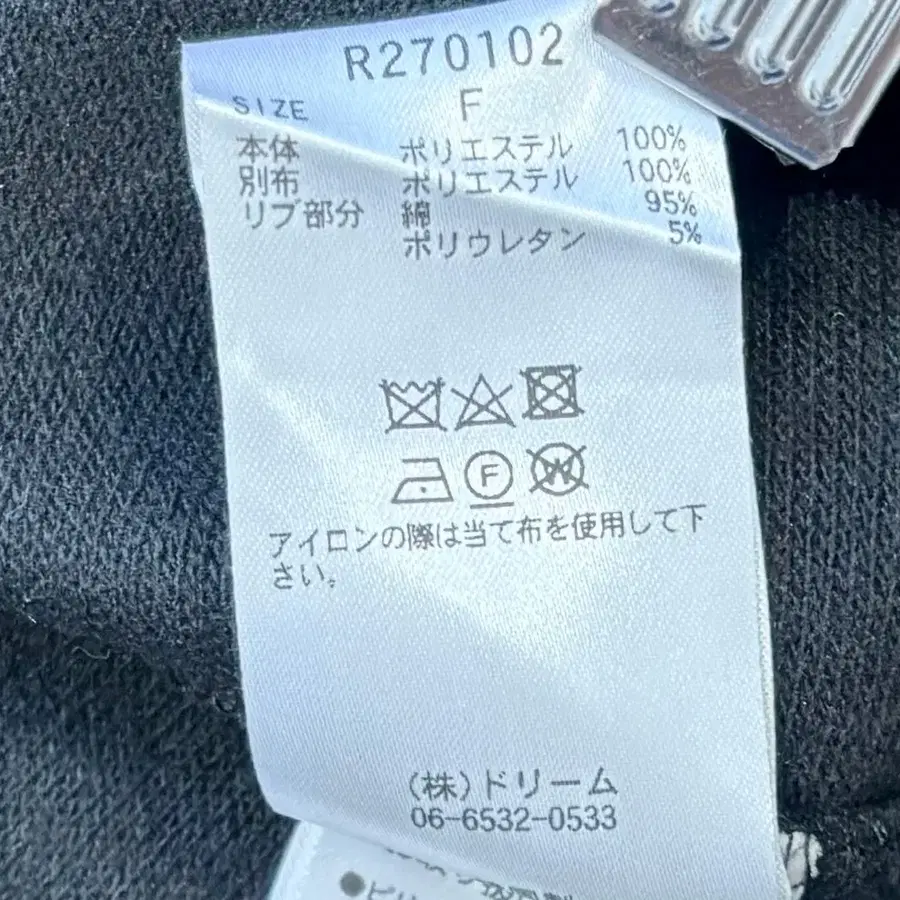 R270102
SIZE F
本体 ポリエステル 100%
別布 ポリエステル 100%
リブ部分 綿 95%
ポリウレタン 5%
F
W
アイロンの際は当て布を使用して下
さい。
(株)ドリーム
06-6532-0533